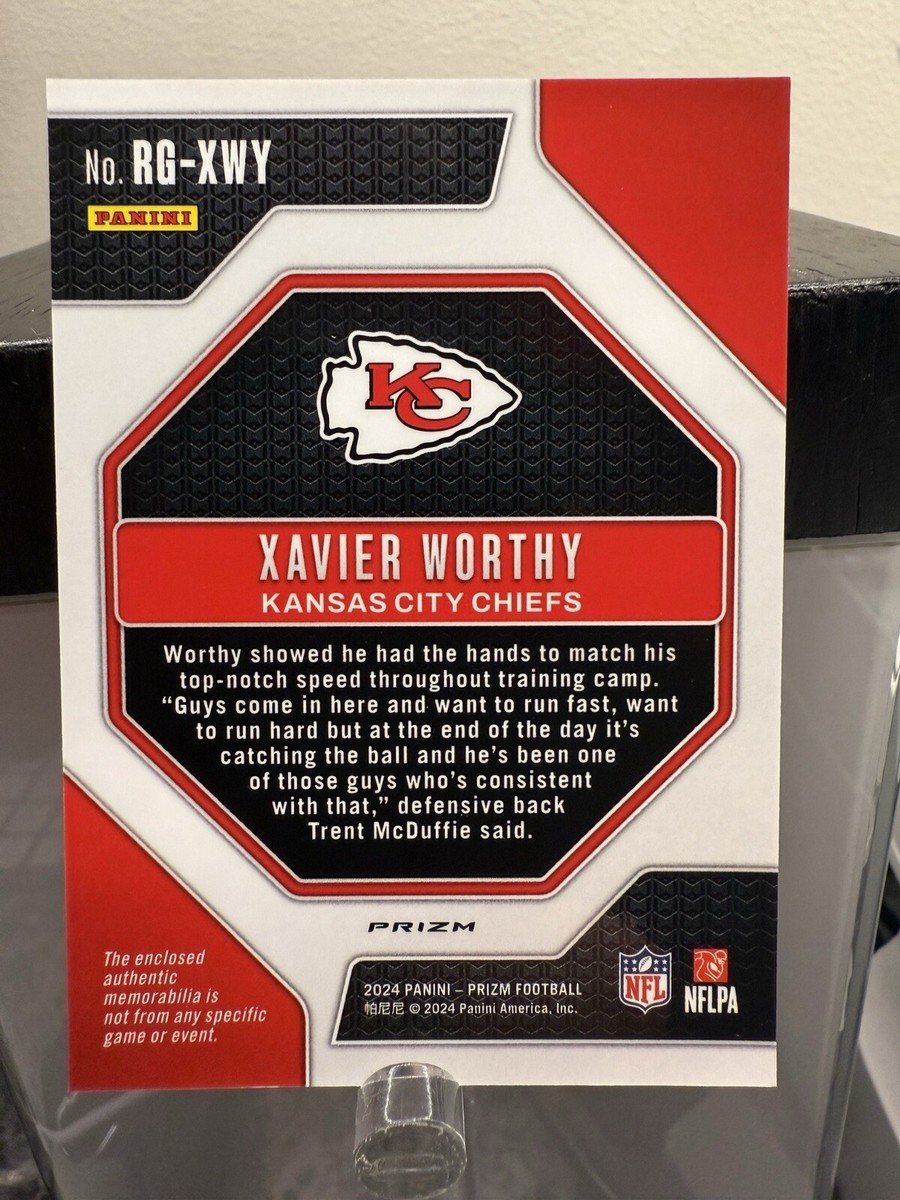 No. RG-XWY
PANINI
KC
XAVIER WORTHY
KANSAS CITY CHIEFS
Worthy showed he had the hands to match his
top-notch speed throughout training camp.
“Guys come in here and want to run fast, want
to run hard but at the end of the day it’s
catching the ball and he’s been one
of those guys who’s consistent
with that,” defensive back
Trent McDuffie said.
PRIZM
The enclosed
authentic
memorabilia is
not from any specific
game or event.
2024 PANINI – PRIZM FOOTBALL
帕尼尼 © 2024 Panini America, Inc.
NFL
NFLPA